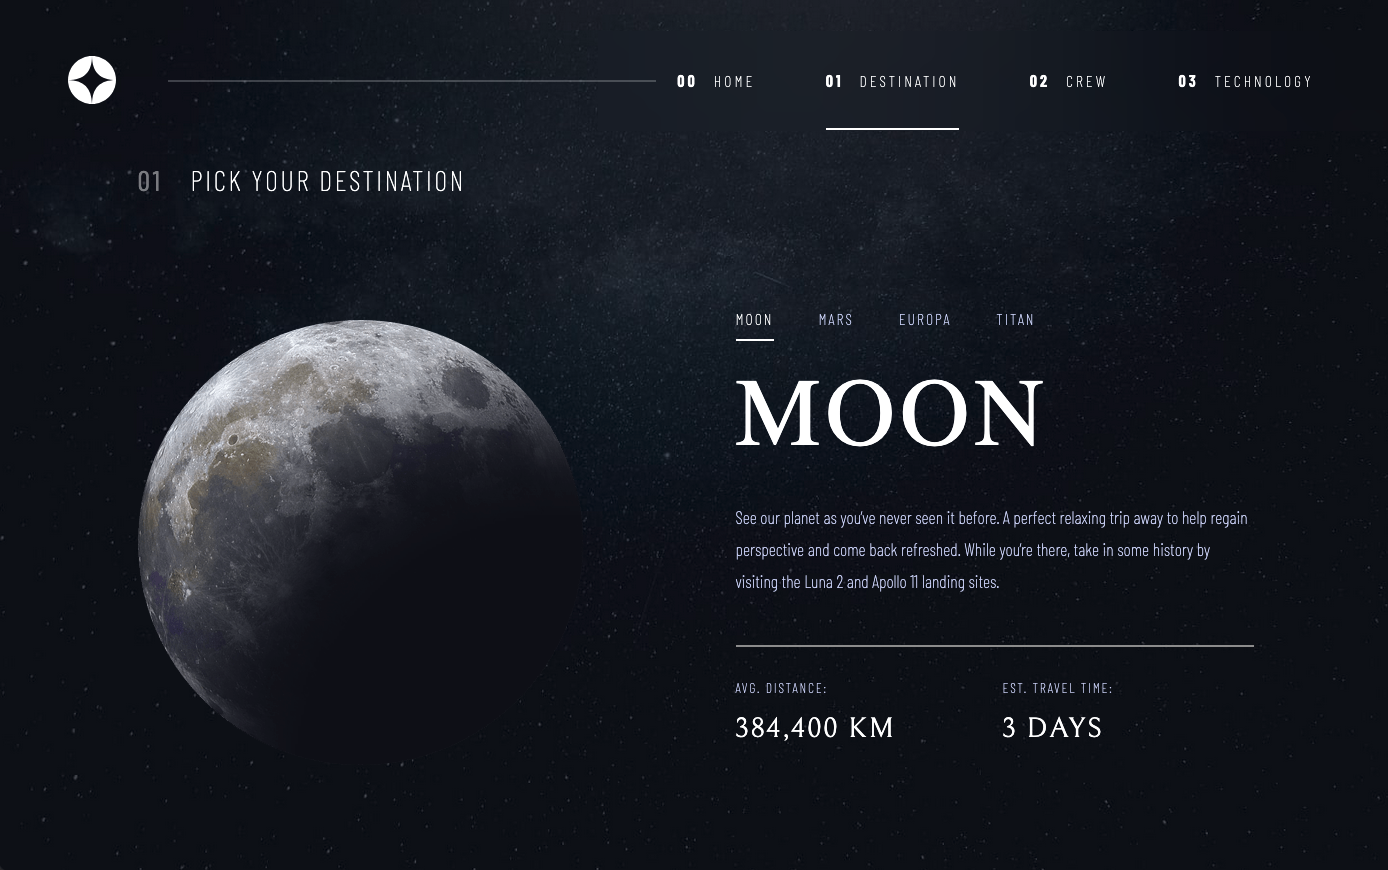 00 HOME
01 DESTINATION
02 CREW
03 TECHNOLOGY
01 PICK YOUR DESTINATION
MOON
MARS
EUROPA
TITAN
MOON
See our planet as you’ve never seen it before. A perfect relaxing trip away to help regain
perspective and come back refreshed. While you’re there, take in some history by
visiting the Luna 2 and Apollo 11 landing sites.
AVG. DISTANCE:
384,400 KM
EST. TRAVEL TIME:
3 DAYS